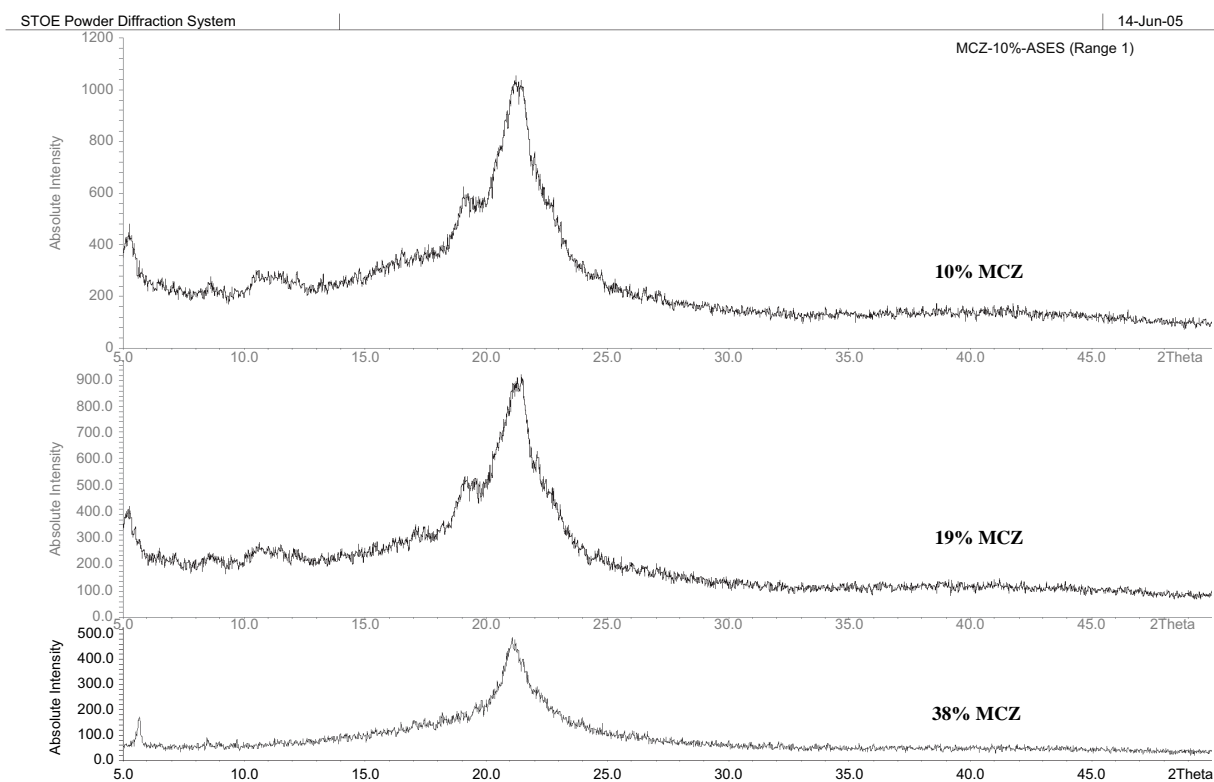 STOE Powder Diffraction System 14-Jun-05
1200
MCZ-10%-ASES (Range 1)
1000
800
600
400
200
0
Absolute Intensity
10% MCZ
5.0 10.0 15.0 20.0 25.0 30.0 35.0 40.0 45.0 2Theta
900.0
800.0
700.0
600.0
500.0
400.0
300.0
200.0
100.0
0.0
Absolute Intensity
19% MCZ
5.0 10.0 15.0 20.0 25.0 30.0 35.0 40.0 45.0 2Theta
500.0
400.0
300.0
200.0
100.0
0.0
Absolute Intensity
38% MCZ
5.0 10.0 15.0 20.0 25.0 30.0 35.0 40.0 45.0 2Theta